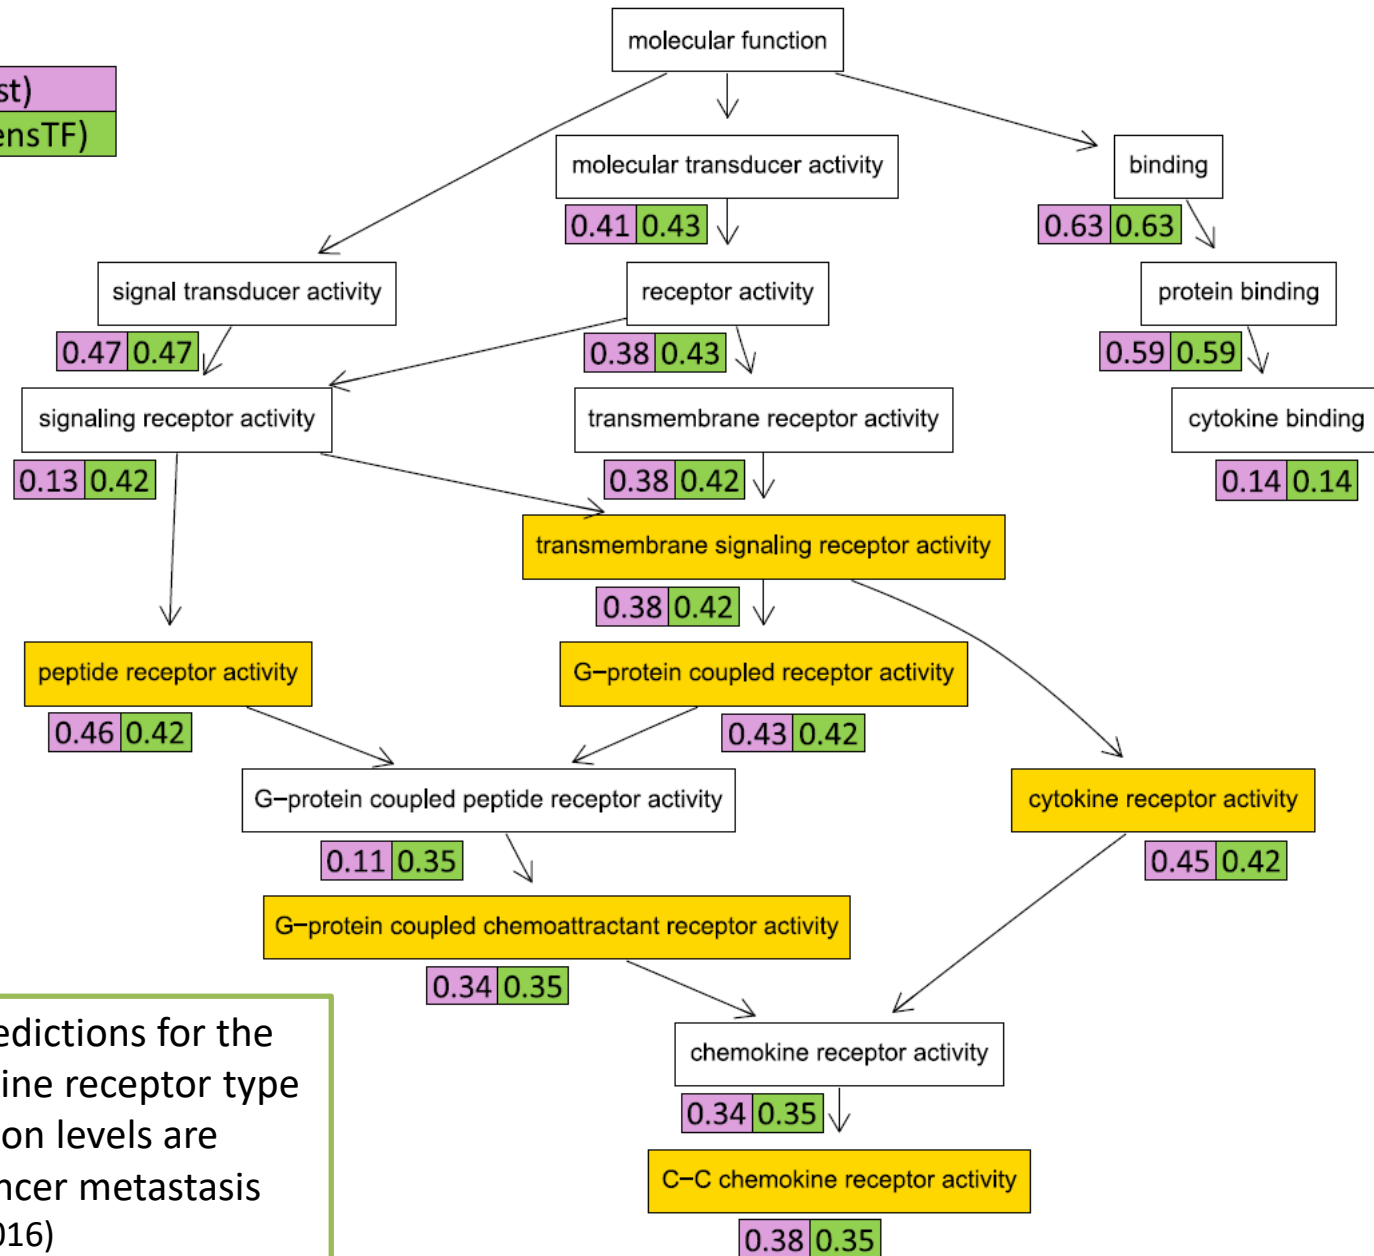 molecular function
st)
ensTF)
molecular transducer activity
binding
0.41 0.43
0.63 0.63
signal transducer activity
receptor activity
protein binding
0.47 0.47
0.38 0.43
0.59 0.59
signaling receptor activity
transmembrane receptor activity
cytokine binding
0.13 0.42
0.38 0.42
0.14 0.14
transmembrane signaling receptor activity
0.38 0.42
peptide receptor activity
G−protein coupled receptor activity
0.46 0.42
0.43 0.42
G−protein coupled peptide receptor activity
cytokine receptor activity
0.11 0.35
0.45 0.42
G−protein coupled chemoattractant receptor activity
0.34 0.35
edictions for the
ine receptor type
on levels are
ncer metastasis
016)
chemokine receptor activity
0.34 0.35
C−C chemokine receptor activity
0.38 0.35